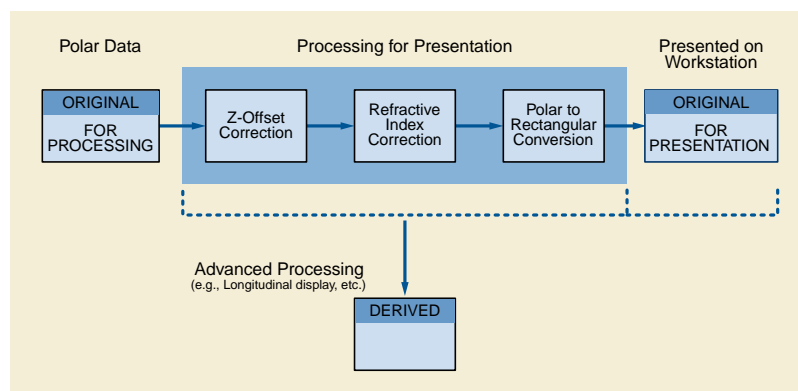 Polar Data
Processing for Presentation
Presented on
Workstation
ORIGINAL
FOR
PROCESSING
Z-Offset
Correction
Refractive
Index
Correction
Polar to
Rectangular
Conversion
ORIGINAL
FOR
PRESENTATION
Advanced Processing
(e.g., Longitudinal display, etc.)
DERIVED